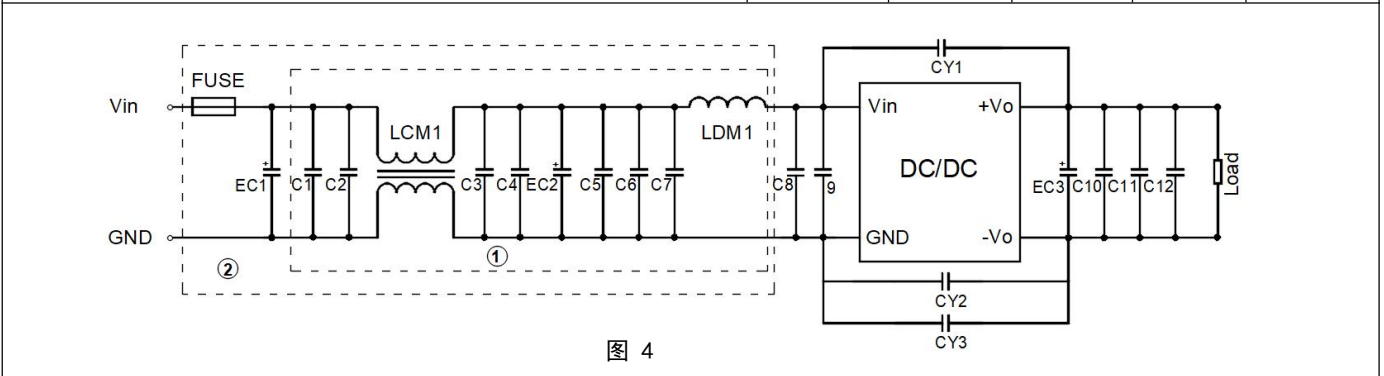 CY1
FUSE
Vin
Vin
+Vo
LCM1
LDM1
DC/DC
EC1
C1
C2
C3
C4
EC2
C5
C6
C7
C8
9
EC3
C10
C11
C12
Load
GND
GND
-Vo
①
②
CY2
CY3
图 4